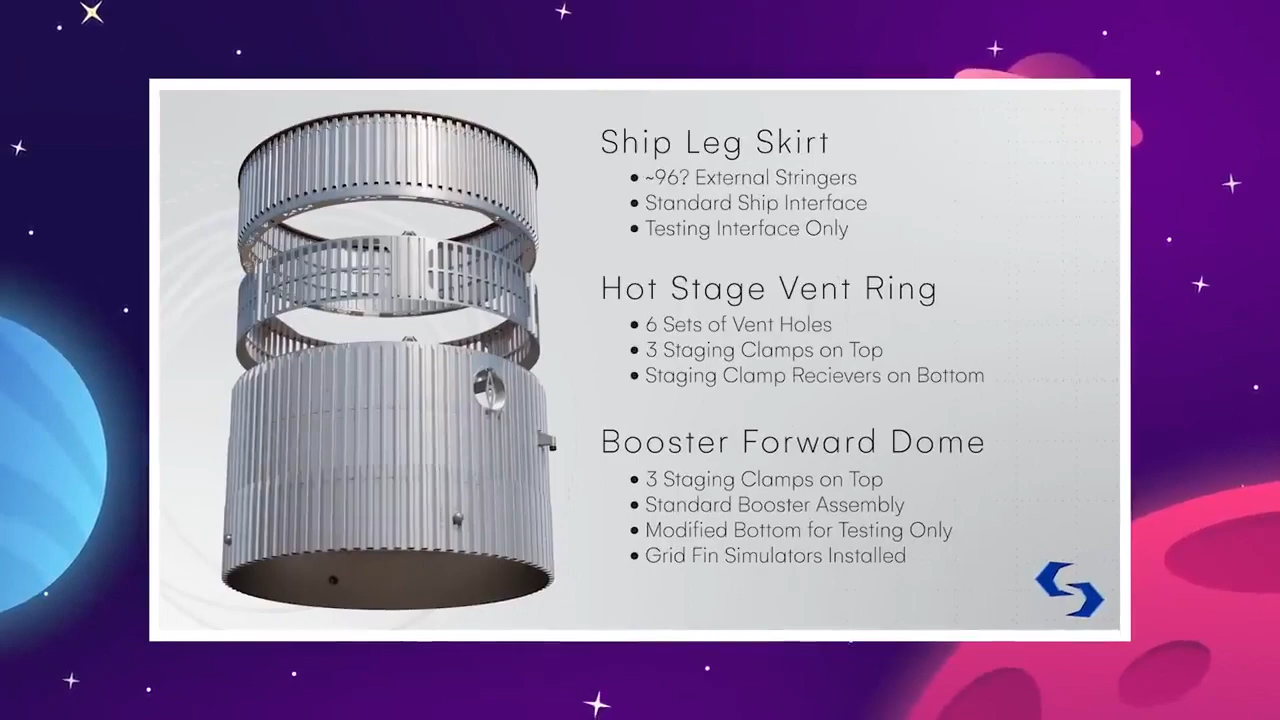 Ship Leg Skirt
• ~96? External Stringers
• Standard Ship Interface
• Testing Interface Only
Hot Stage Vent Ring
• 6 Sets of Vent Holes
• 3 Staging Clamps on Top
• Staging Clamp Recievers on Bottom
Booster Forward Dome
• 3 Staging Clamps on Top
• Standard Booster Assembly
• Modified Bottom for Testing Only
• Grid Fin Simulators Installed